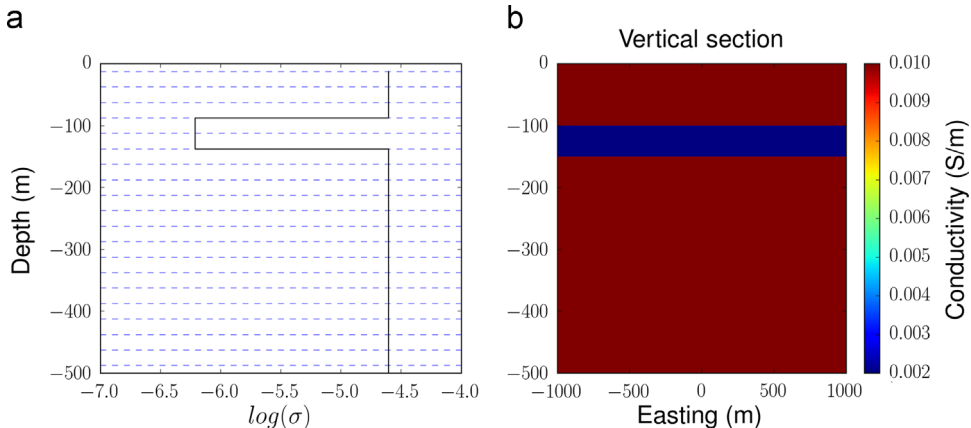 a
b
Vertical section
0
−100
−200
−300
−400
−500
Depth (m)
−7.0 −6.5 −6.0 −5.5 −5.0 −4.5 −4.0
log(σ)
0
−100
−200
−300
−400
−500
−1000 −500 0 500 1000
Easting (m)
0.010
0.009
0.008
0.007
0.006
0.005
0.004
0.003
0.002
Conductivity (S/m)